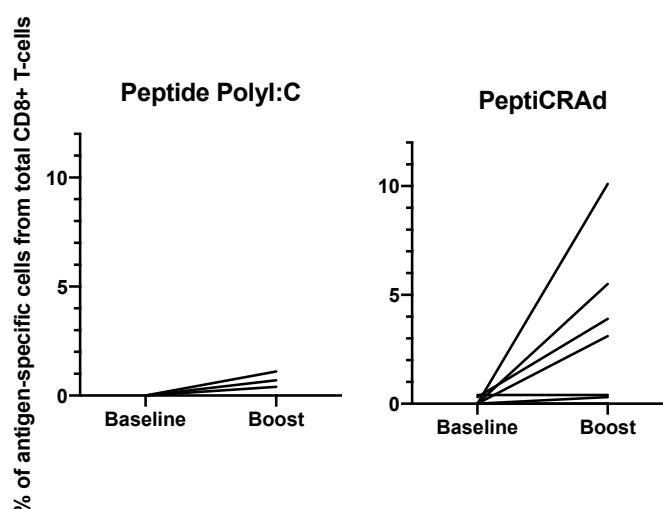 % of antigen-specific cells from total CD8+ T-cells
Peptide PolyI:C
10
5
0
Baseline Boost
PeptiCRAd
10
5
0
Baseline Boost